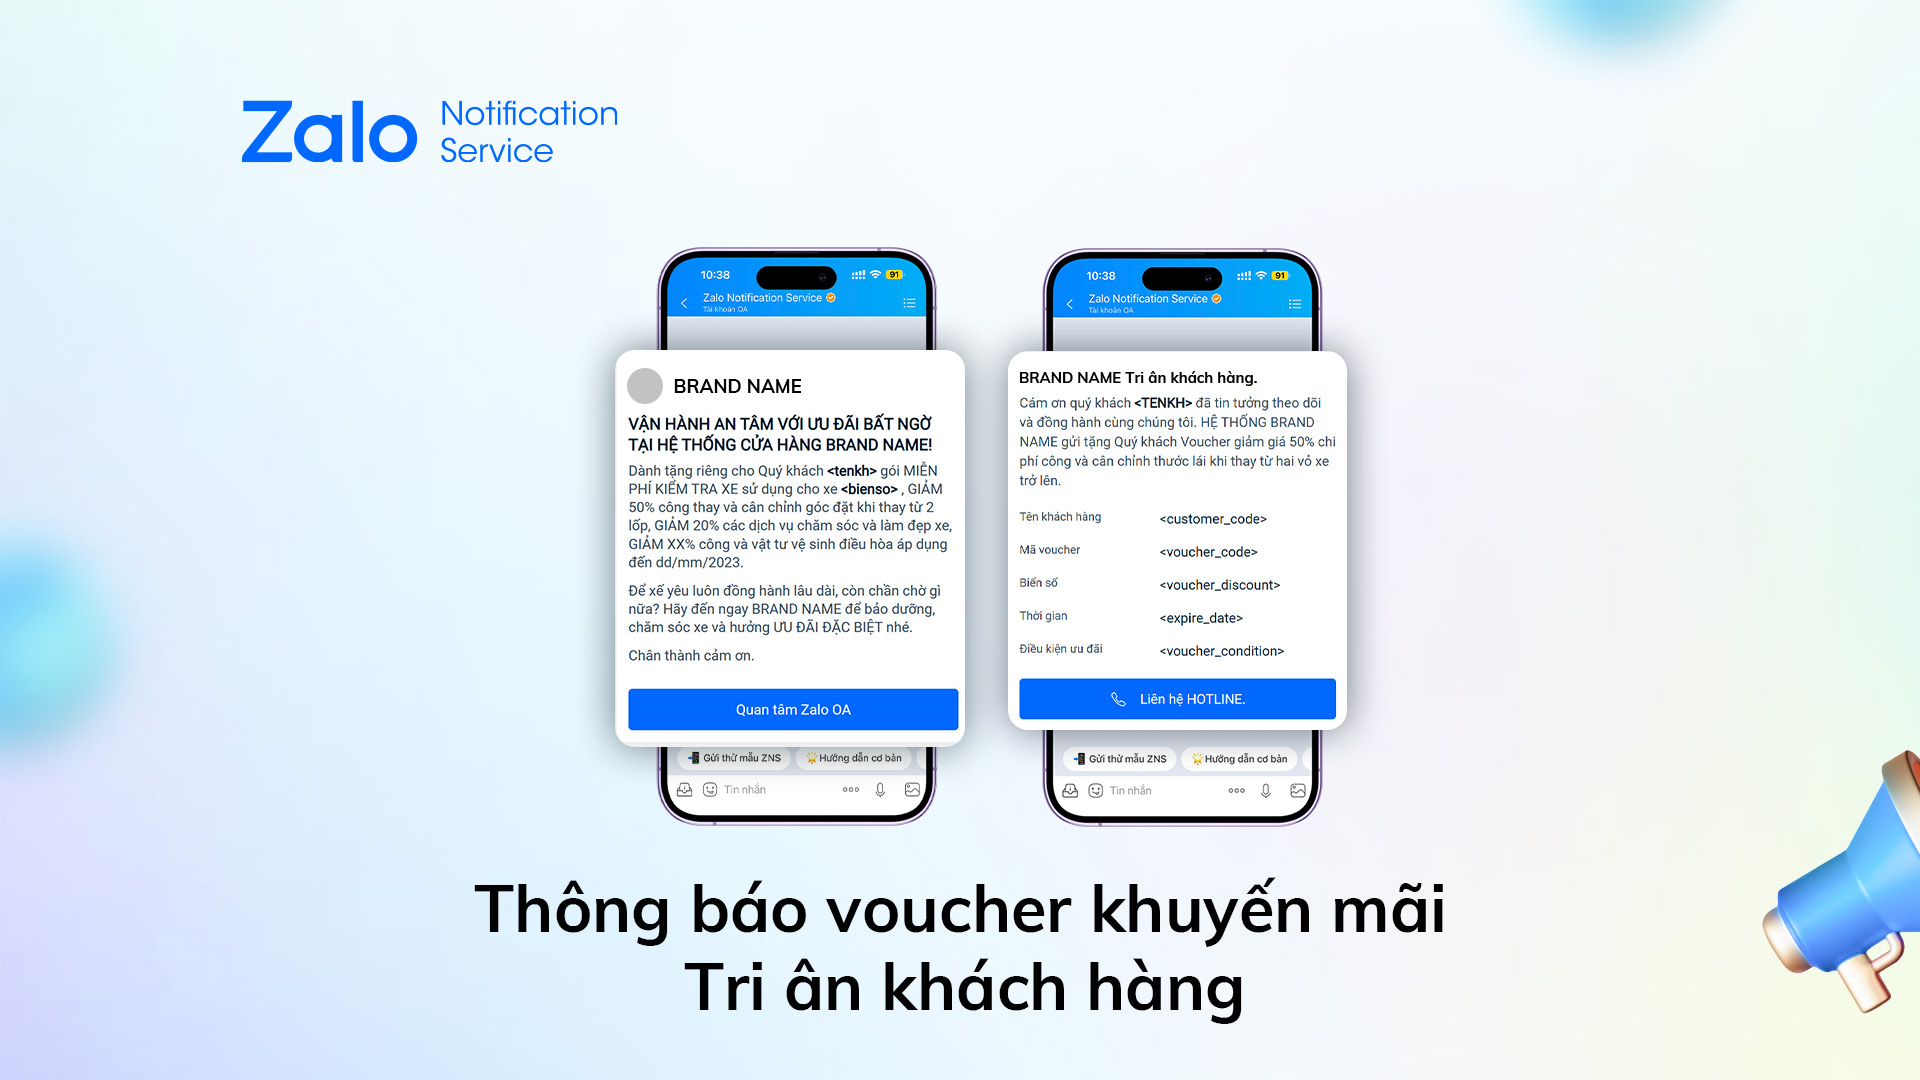 Zalo Notification
Service
10:38
91
Zalo Notification Service
Tài khoản OA
BRAND NAME
VẬN HÀNH AN TÂM VỚI ƯU ĐÃI BẤT NGỜ
TẠI HỆ THỐNG CỬA HÀNG BRAND NAME!
Dành tặng riêng cho Quý khách <tenkh> gói MIỄN
PHÍ KIỂM TRA XE sử dụng cho xe <bienso> , GIẢM
50% công thay và cân chỉnh góc đặt khi thay từ 2
lốp, GIẢM 20% các dịch vụ chăm sóc và làm đẹp xe,
GIẢM XX% công và vật tư vệ sinh điều hòa áp dụng
đến dd/mm/2023.
Để xế yêu luôn đồng hành lâu dài, còn chần chờ gì
nữa? Hãy đến ngay BRAND NAME để bảo dưỡng,
chăm sóc xe và hưởng ƯU ĐÃI ĐẶC BIỆT nhé.
Chân thành cảm ơn.
Quan tâm Zalo OA
Gửi thử mẫu ZNS
Hướng dẫn cơ bản
Tin nhắn
10:38
91
Zalo Notification Service
Tài khoản OA
BRAND NAME Tri ân khách hàng.
Cám ơn quý khách <TENKH> đã tin tưởng theo dõi
và đồng hành cùng chúng tôi. HỆ THỐNG BRAND
NAME gửi tặng Quý khách Voucher giảm giá 50% chi
phí công và cân chỉnh thước lái khi thay từ hai vỏ xe
trở lên.
Tên khách hàng <customer_code>
Mã voucher <voucher_code>
Biển số <voucher_discount>
Thời gian <expire_date>
Điều kiện ưu đãi <voucher_condition>
Liên hệ HOTLINE.
Gửi thử mẫu ZNS
Hướng dẫn cơ bản
Tin nhắn
Thông báo voucher khuyến mãi
Tri ân khách hàng